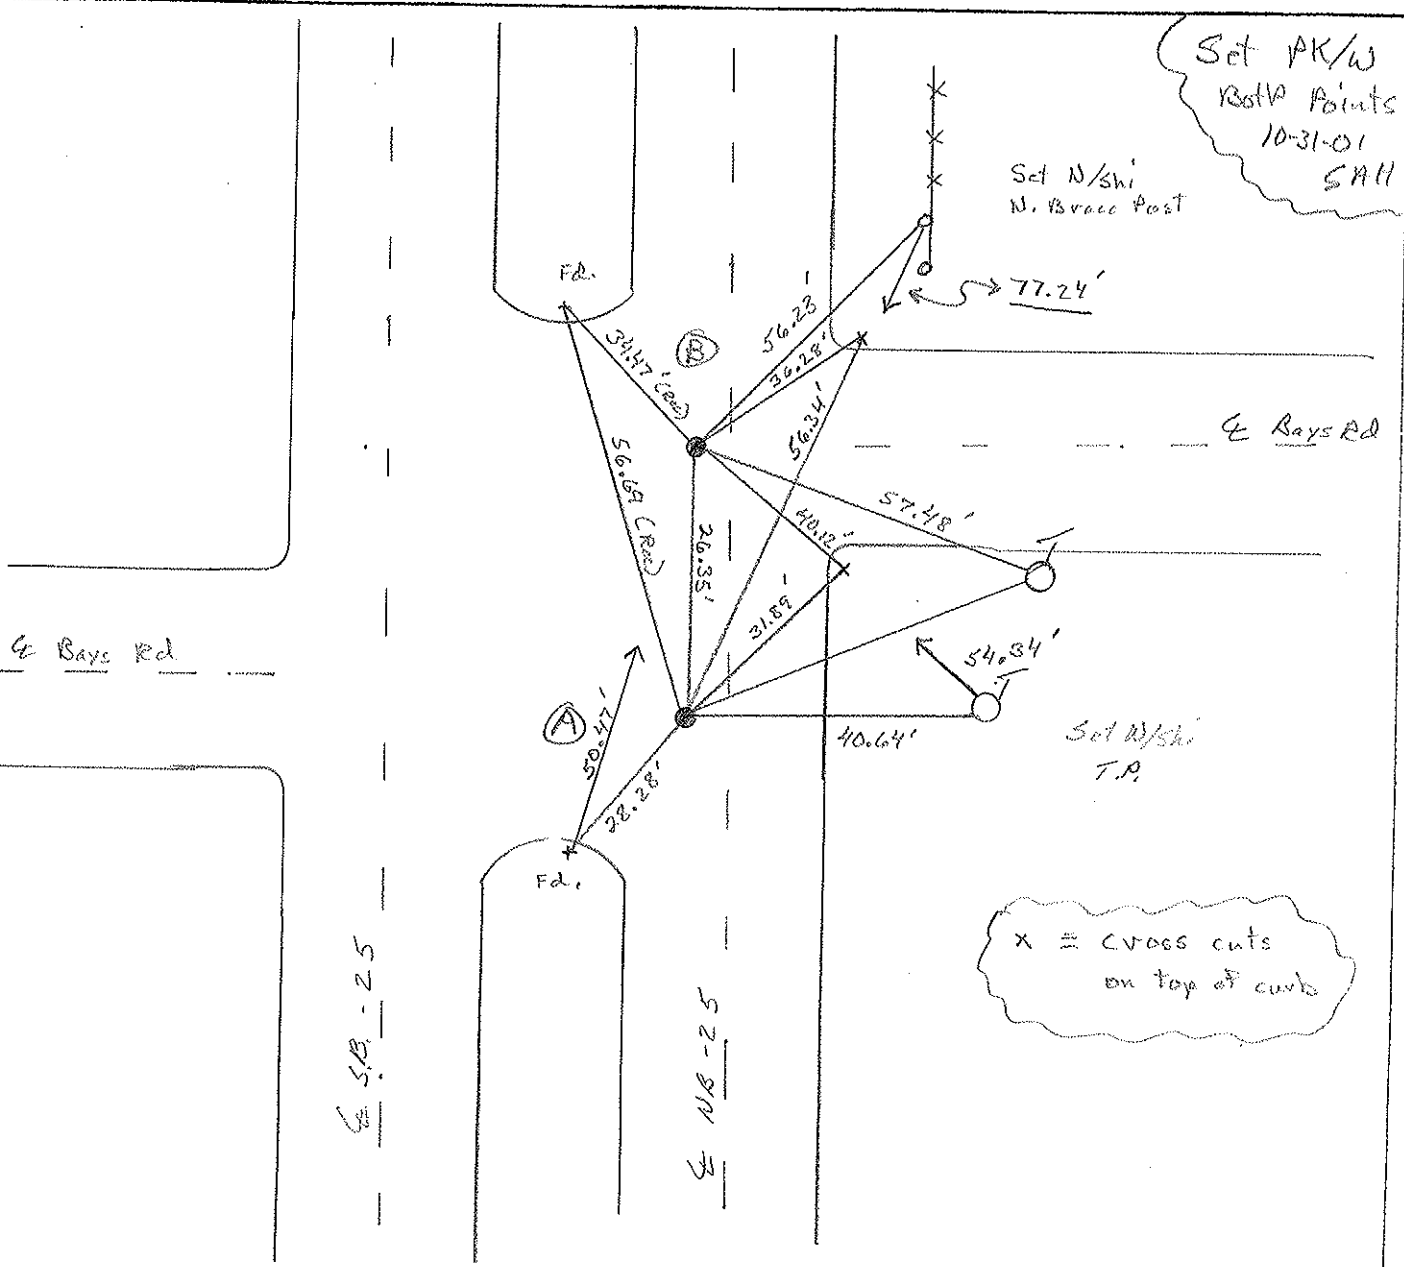 Set PK/W
Both Points
10-31-01
SAH
Set N/shi
N. Brace Post
77.24'
Fd.
34.47' (Rec)
B
56.23'
36.28'
56.34'
℄ Bays Rd
56.69 (Rec)
26.35'
40.12'
57.48'
31.89'
℄ Bays Rd
54.34'
A
50.47'
28.28'
40.64'
Set N/shi
T.P.
Fd.
x ≡ cross cuts
on top of curb
℄ S.B. - 25
℄ NB - 25